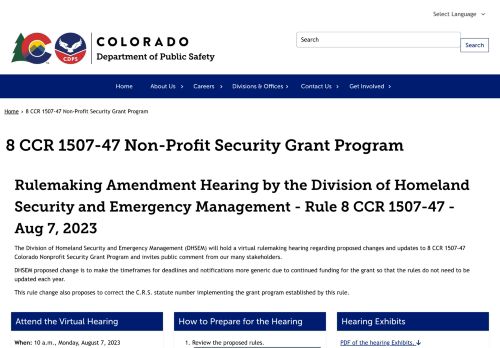 Select Language
COLORADO
Department of Public Safety
CDPS
Search
Search
Home
About Us
Careers
Divisions & Offices
Contact Us
Get Involved
Home › 8 CCR 1507-47 Non-Profit Security Grant Program
8 CCR 1507-47 Non-Profit Security Grant Program
Rulemaking Amendment Hearing by the Division of Homeland
Security and Emergency Management - Rule 8 CCR 1507-47 -
Aug 7, 2023
The Division of Homeland Security and Emergency Management (DHSEM) will hold a virtual rulemaking hearing regarding proposed changes and updates to 8 CCR 1507-47
Colorado Nonprofit Security Grant Program and invites public comment from our many stakeholders.
DHSEM proposed change is to make the timeframes for deadlines and notifications more generic due to continued funding for the grant so that the rules do not need to be
updated each year.
This rule change also proposes to correct the C.R.S. statute number implementing the grant program established by this rule.
Attend the Virtual Hearing
When: 10 a.m., Monday, August 7, 2023
How to Prepare for the Hearing
1. Review the proposed rules.
Hearing Exhibits
PDF of the hearing Exhibits.